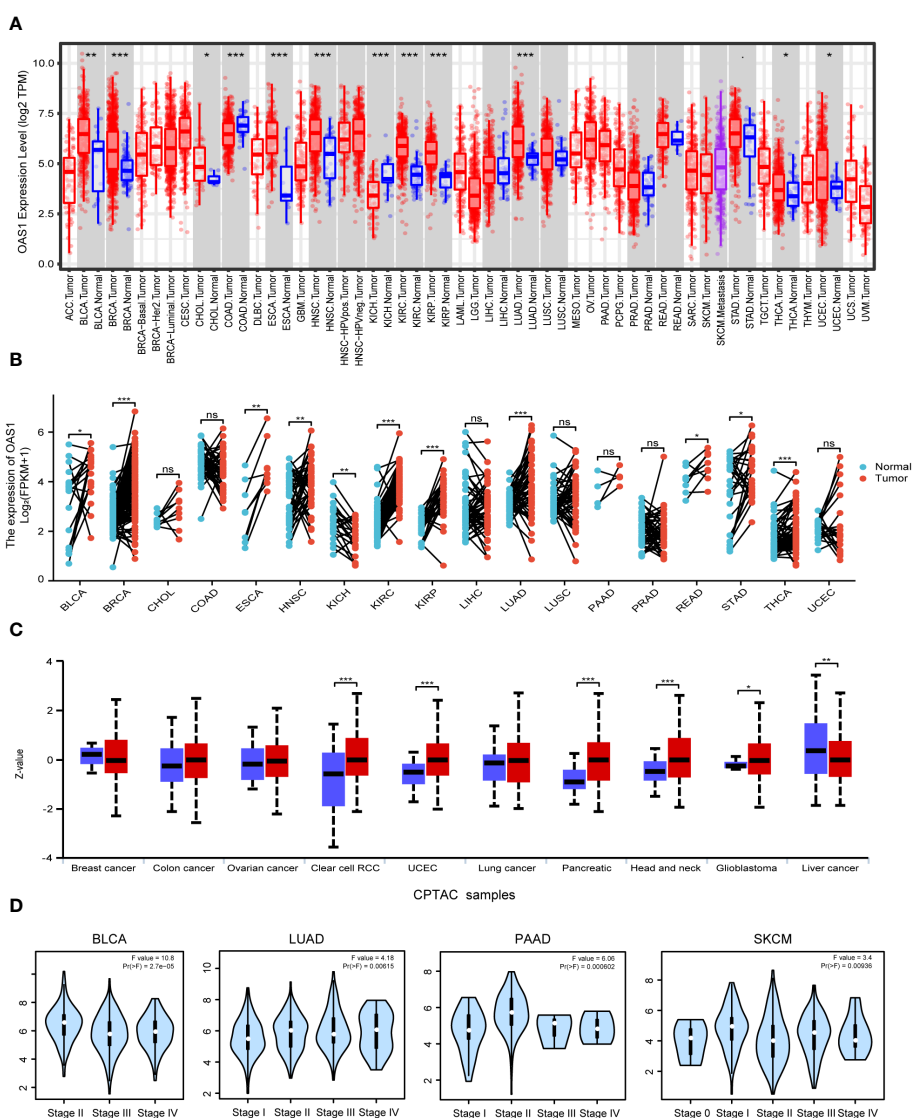 A
** *** * *** *** *** *** *** *** *** . * *
OAS1 Expression Level (log2 TPM)
10.0
7.5
5.0
2.5
0.0
ACC.Tumor
BLCA.Tumor
BLCA.Normal
BRCA.Tumor
BRCA.Normal
BRCA-Basal.Tumor
BRCA-Her2.Tumor
BRCA-Luminal.Tumor
CESC.Tumor
CHOL.Tumor
CHOL.Normal
COAD.Tumor
COAD.Normal
DLBC.Tumor
ESCA.Tumor
ESCA.Normal
GBM.Tumor
HNSC.Tumor
HNSC.Normal
HNSC-HPVpos.Tumor
HNSC-HPVneg.Tumor
KICH.Tumor
KICH.Normal
KIRC.Tumor
KIRC.Normal
KIRP.Tumor
KIRP.Normal
LAML.Tumor
LGG.Tumor
LIHC.Tumor
LIHC.Normal
LUAD.Tumor
LUAD.Normal
LUSC.Tumor
LUSC.Normal
MESO.Tumor
OV.Tumor
PAAD.Tumor
PCPG.Tumor
PRAD.Tumor
PRAD.Normal
READ.Tumor
READ.Normal
SARC.Tumor
SKCM.Tumor
SKCM.Metastasis
STAD.Tumor
STAD.Normal
TGCT.Tumor
THCA.Tumor
THCA.Normal
THYM.Tumor
UCEC.Tumor
UCEC.Normal
UCS.Tumor
UVM.Tumor
B
The expression of OAS1
Log₂(FPKM+1)
6
4
2
0
* *** ns ns ** ** ** *** *** ns *** ns ns ns * * *** ns
Normal
Tumor
BLCA BRCA CHOL COAD ESCA HNSC KICH KIRC KIRP LIHC LUAD LUSC PAAD PRAD READ STAD THCA UCEC
C
Z-value
4
2
0
-2
-4
*** *** *** *** * **
Breast cancer Colon cancer Ovarian cancer Clear cell RCC UCEC Lung cancer Pancreatic Head and neck Glioblastoma Liver cancer
CPTAC samples
D
BLCA
F value = 10.8
Pr(>F) = 2.7e-05
10
8
6
4
2
Stage II Stage III Stage IV
LUAD
F value = 4.18
Pr(>F) = 0.00615
10
8
6
4
2
Stage I Stage II Stage III Stage IV
PAAD
F value = 6.06
Pr(>F) = 0.000602
8
6
4
2
Stage I Stage II Stage III Stage IV
SKCM
F value = 3.4
Pr(>F) = 0.00936
8
6
4
2
Stage 0 Stage I Stage II Stage III Stage IV